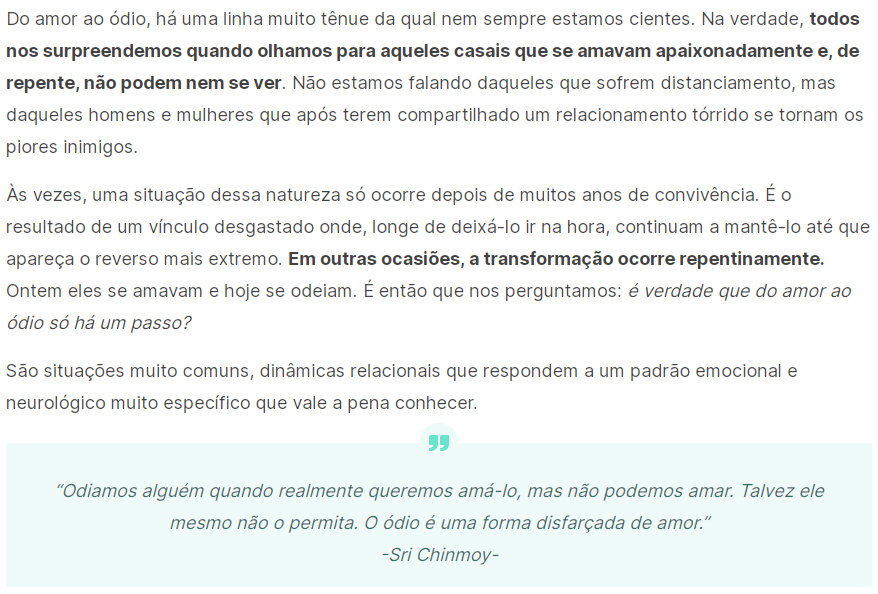 Do amor ao ódio, há uma linha muito tênue da qual nem sempre estamos cientes. Na verdade, todos
nos surpreendemos quando olhamos para aqueles casais que se amavam apaixonadamente e, de
repente, não podem nem se ver. Não estamos falando daqueles que sofrem distanciamento, mas
daqueles homens e mulheres que após terem compartilhado um relacionamento tórrido se tornam os
piores inimigos.
Às vezes, uma situação dessa natureza só ocorre depois de muitos anos de convivência. É o
resultado de um vínculo desgastado onde, longe de deixá-lo ir na hora, continuam a mantê-lo até que
apareça o reverso mais extremo. Em outras ocasiões, a transformação ocorre repentinamente.
Ontem eles se amavam e hoje se odeiam. É então que nos perguntamos: é verdade que do amor ao
ódio só há um passo?
São situações muito comuns, dinâmicas relacionais que respondem a um padrão emocional e
neurológico muito específico que vale a pena conhecer.
“Odiamos alguém quando realmente queremos amá-lo, mas não podemos amar. Talvez ele
mesmo não o permita. O ódio é uma forma disfarçada de amor.”
-Sri Chinmoy-